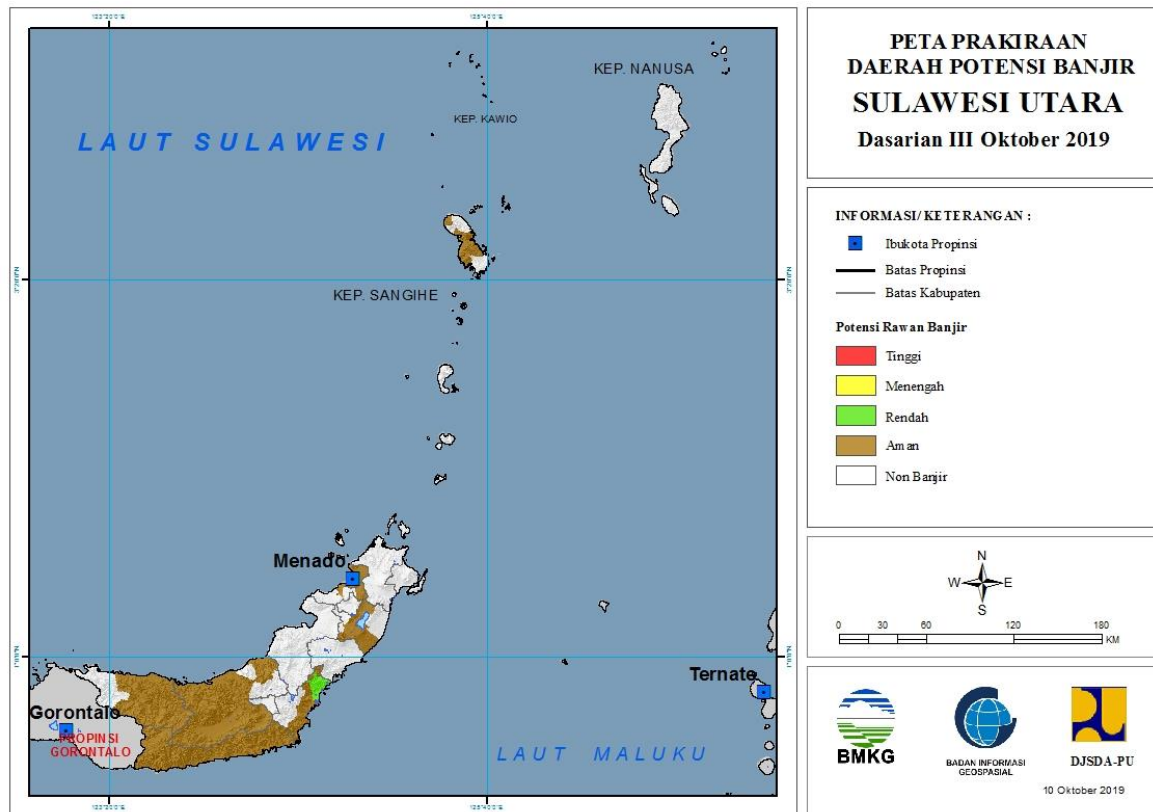 KEP. NANUSA
KEP. KAWIO
LAUT SULAWESI
KEP. SANGIHE
Menado
Ternate
Gorontalo
PROPINSI
GORONTALO
LAUT MALUKU
PETA PRAKIRAAN
DAERAH POTENSI BANJIR
SULAWESI UTARA
Dasarian III Oktober 2019
INFORMASI/ KETERANGAN :
Ibukota Propinsi
Batas Propinsi
Batas Kabupaten
Potensi Rawan Banjir
Tinggi
Menengah
Rendah
Aman
Non Banjir
N
W E
S
0 30 60 120 180
KM
BMKG
BADAN INFORMASI
GEOSPASIAL
DJSDA-PU
10 Oktober 2019